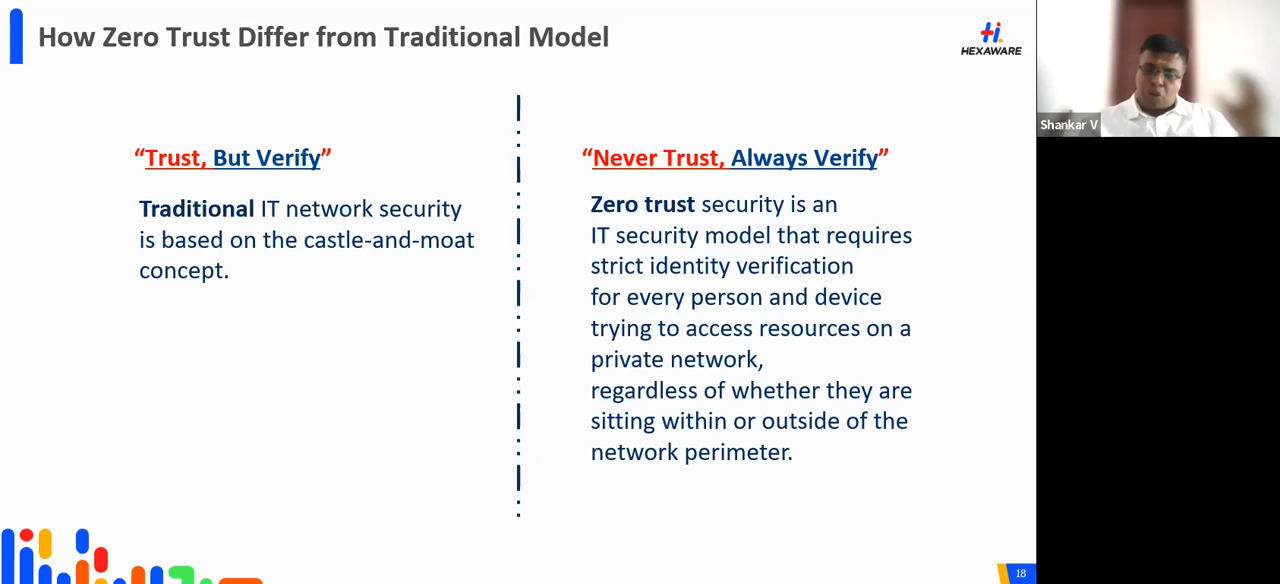 How Zero Trust Differ from Traditional Model
HEXAWARE
Shankar V
“Trust, But Verify”
Traditional IT network security
is based on the castle-and-moat
concept.
“Never Trust, Always Verify”
Zero trust security is an
IT security model that requires
strict identity verification
for every person and device
trying to access resources on a
private network,
regardless of whether they are
sitting within or outside of the
network perimeter.
18